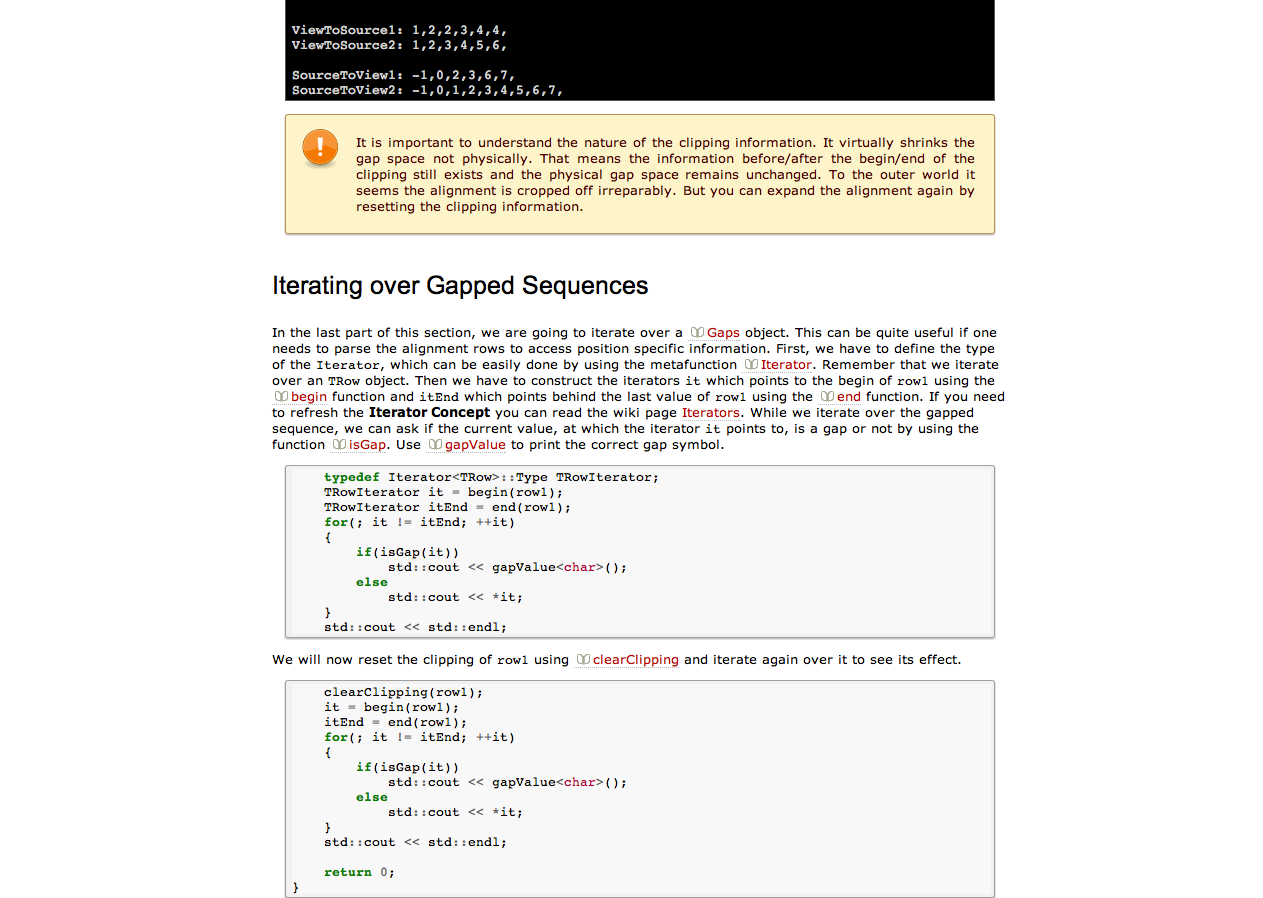 ViewToSource1: 1,2,2,3,4,4,
ViewToSource2: 1,2,3,4,5,6,
SourceToView1: -1,0,2,3,6,7,
SourceToView2: -1,0,1,2,3,4,5,6,7,
It is important to understand the nature of the clipping information. It virtually shrinks the
gap space not physically. That means the information before/after the begin/end of the
clipping still exists and the physical gap space remains unchanged. To the outer world it
seems the alignment is cropped off irreparably. But you can expand the alignment again by
resetting the clipping information.
Iterating over Gapped Sequences
In the last part of this section, we are going to iterate over a Gaps object. This can be quite useful if one
needs to parse the alignment rows to access position specific information. First, we have to define the type
of the Iterator, which can be easily done by using the metafunction Iterator. Remember that we iterate
over an TRow object. Then we have to construct the iterators it which points to the begin of row1 using the
begin function and itEnd which points behind the last value of row1 using the end function. If you need
to refresh the Iterator Concept you can read the wiki page Iterators. While we iterate over the gapped
sequence, we can ask if the current value, at which the iterator it points to, is a gap or not by using the
function isGap. Use gapValue to print the correct gap symbol.
typedef Iterator<TRow>::Type TRowIterator;
TRowIterator it = begin(row1);
TRowIterator itEnd = end(row1);
for(; it != itEnd; ++it)
{
if(isGap(it))
std::cout << gapValue<char>();
else
std::cout << *it;
}
std::cout << std::endl;
We will now reset the clipping of row1 using clearClipping and iterate again over it to see its effect.
clearClipping(row1);
it = begin(row1);
itEnd = end(row1);
for(; it != itEnd; ++it)
{
if(isGap(it))
std::cout << gapValue<char>();
else
std::cout << *it;
}
std::cout << std::endl;
return 0;
}